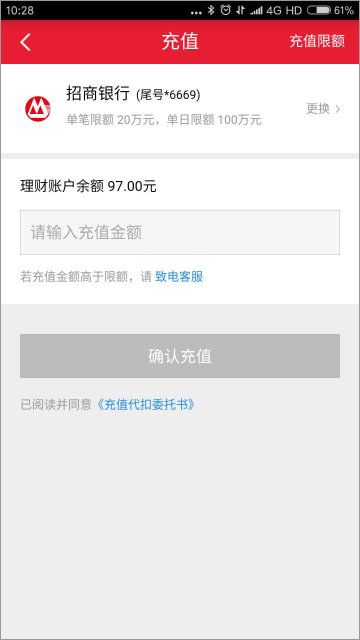 10:28 4G HD 61%
充值 充值限额
招商银行 (尾号*6669)
单笔限额 20万元，单日限额 100万元
更换
理财账户余额 97.00元
请输入充值金额
若充值金额高于限额，请 致电客服
确认充值
已阅读并同意《充值代扣委托书》